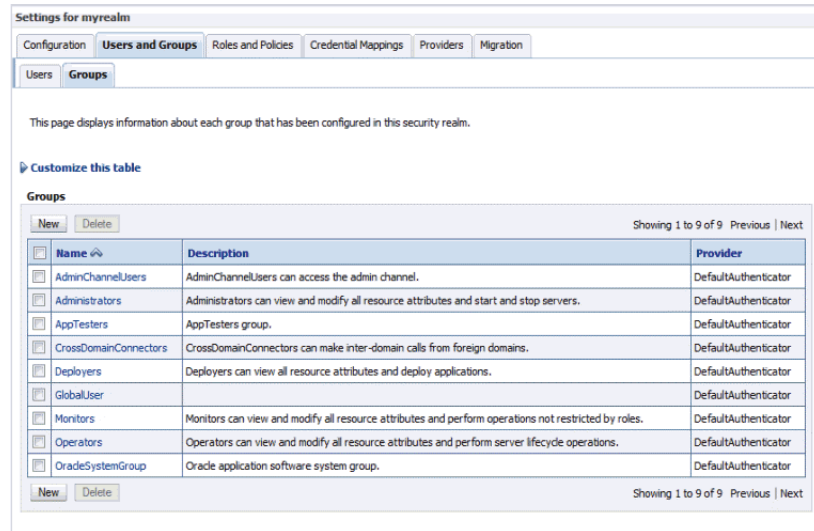 Settings for myrealm
Configuration Users and Groups Roles and Policies Credential Mappings Providers Migration
Users Groups
This page displays information about each group that has been configured in this security realm.
Customize this table
Groups
New Delete Showing 1 to 9 of 9 Previous | Next
Name Description Provider
AdminChannelUsers AdminChannelUsers can access the admin channel. DefaultAuthenticator
Administrators Administrators can view and modify all resource attributes and start and stop servers. DefaultAuthenticator
AppTesters AppTesters group. DefaultAuthenticator
CrossDomainConnectors CrossDomainConnectors can make inter-domain calls from foreign domains. DefaultAuthenticator
Deployers Deployers can view all resource attributes and deploy applications. DefaultAuthenticator
GlobalUser DefaultAuthenticator
Monitors Monitors can view and modify all resource attributes and perform operations not restricted by roles. DefaultAuthenticator
Operators Operators can view and modify all resource attributes and perform server lifecycle operations. DefaultAuthenticator
OracleSystemGroup Oracle application software system group. DefaultAuthenticator
New Delete Showing 1 to 9 of 9 Previous | Next